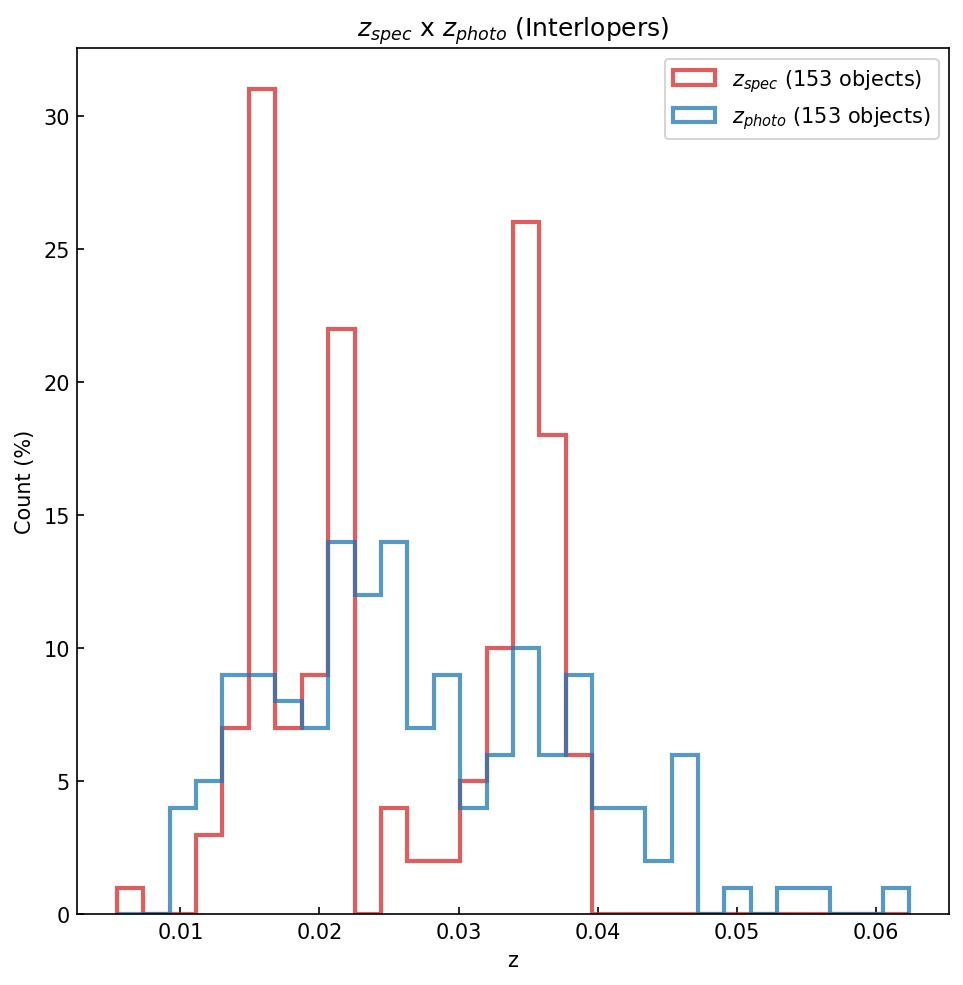 z_spec x z_photo (Interlopers)
z_spec (153 objects)
z_photo (153 objects)
Count (%)
30
25
20
15
10
5
0
0.01 0.02 0.03 0.04 0.05 0.06
z